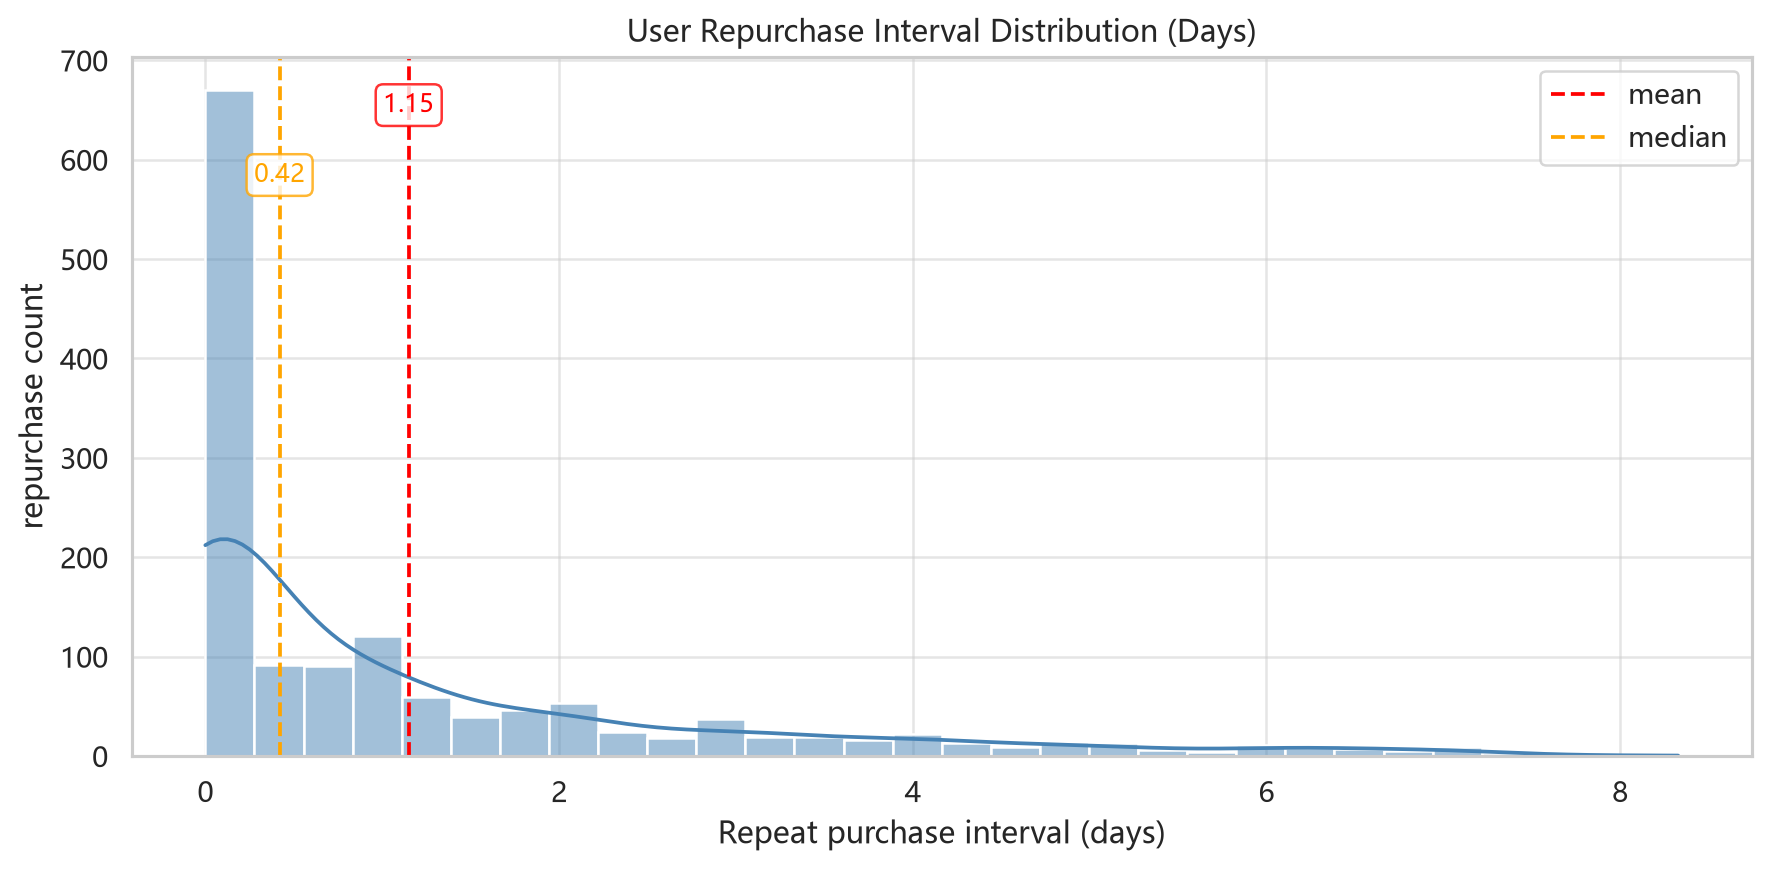 User Repurchase Interval Distribution (Days)
700
600
500
400
300
200
100
0
repurchase count
1.15
0.42
mean
median
0 2 4 6 8
Repeat purchase interval (days)